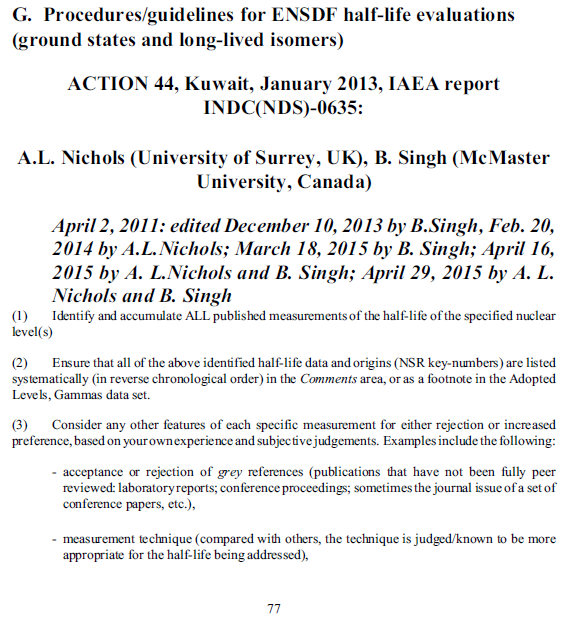 G. Procedures/guidelines for ENSDF half-life evaluations
(ground states and long-lived isomers)
ACTION 44, Kuwait, January 2013, IAEA report
INDC(NDS)-0635:
A.L. Nichols (University of Surrey, UK), B. Singh (McMaster
University, Canada)
April 2, 2011: edited December 10, 2013 by B.Singh, Feb. 20,
2014 by A.L.Nichols; March 18, 2015 by B. Singh; April 16,
2015 by A. L.Nichols and B. Singh; April 29, 2015 by A. L.
Nichols and B. Singh
(1) Identify and accumulate ALL published measurements of the half-life of the specified nuclear
level(s)
(2) Ensure that all of the above identified half-life data and origins (NSR key-numbers) are listed
systematically (in reverse chronological order) in the Comments area, or as a footnote in the Adopted
Levels, Gammas data set.
(3) Consider any other features of each specific measurement for either rejection or increased
preference, based on your own experience and subjective judgements. Examples include the following:
- acceptance or rejection of grey references (publications that have not been fully peer
reviewed: laboratory reports; conference proceedings; sometimes the journal issue of a set of
conference papers, etc.),
- measurement technique (compared with others, the technique is judged/known to be more
appropriate for the half-life being addressed),
77